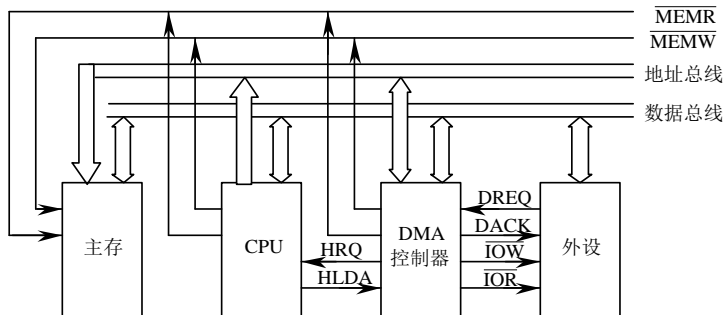 MEMR
MEMW
地址总线
数据总线
主存
CPU
HRQ
HLDA
DMA
控制器
DREQ
DACK
IOW
IOR
外设